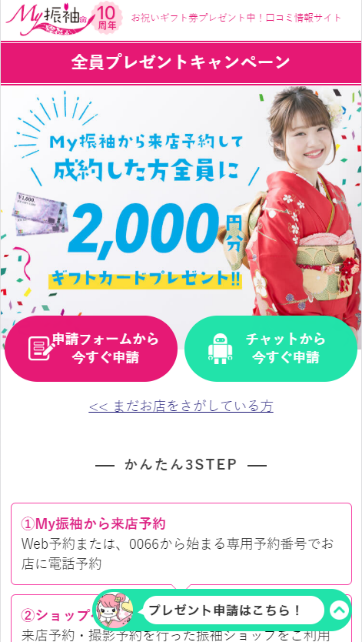 My振袖
10周年
お祝いギフト券プレゼント中！口コミ情報サイト
全員プレゼントキャンペーン
My振袖から来店予約して
成約した方全員に
2,000円分
ギフトカードプレゼント!!
申請フォームから
今すぐ申請
チャットから
今すぐ申請
<< まだお店をさがしている方
かんたん3STEP
①My振袖から来店予約
Web予約または、0066から始まる専用予約番号でお
店に電話予約
②ショップ
プレゼント申請はこちら！
来店予約・撮影予約を行った振袖ショップをご利用